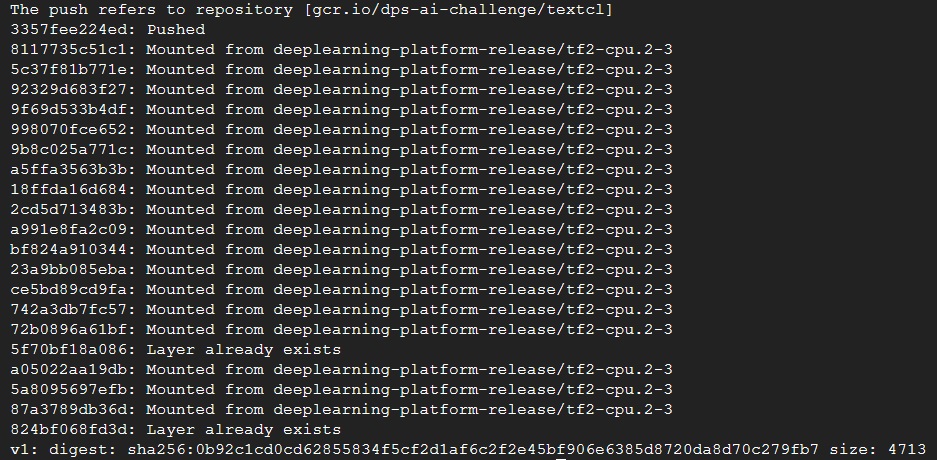 The push refers to repository [gcr.io/dps-ai-challenge/textcl]
3357fee224ed: Pushed
8117735c51c1: Mounted from deeplearning-platform-release/tf2-cpu.2-3
5c37f81b771e: Mounted from deeplearning-platform-release/tf2-cpu.2-3
92329d683f27: Mounted from deeplearning-platform-release/tf2-cpu.2-3
9f69d533b4df: Mounted from deeplearning-platform-release/tf2-cpu.2-3
998070fce652: Mounted from deeplearning-platform-release/tf2-cpu.2-3
9b8c025a771c: Mounted from deeplearning-platform-release/tf2-cpu.2-3
a5ffa3563b3b: Mounted from deeplearning-platform-release/tf2-cpu.2-3
18ffda16d684: Mounted from deeplearning-platform-release/tf2-cpu.2-3
2cd5d713483b: Mounted from deeplearning-platform-release/tf2-cpu.2-3
a991e8fa2c09: Mounted from deeplearning-platform-release/tf2-cpu.2-3
bf824a910344: Mounted from deeplearning-platform-release/tf2-cpu.2-3
23a9bb085eba: Mounted from deeplearning-platform-release/tf2-cpu.2-3
ce5bd89cd9fa: Mounted from deeplearning-platform-release/tf2-cpu.2-3
742a3db7fc57: Mounted from deeplearning-platform-release/tf2-cpu.2-3
72b0896a61bf: Mounted from deeplearning-platform-release/tf2-cpu.2-3
5f70bf18a086: Layer already exists
a05022aa19db: Mounted from deeplearning-platform-release/tf2-cpu.2-3
5a8095697efb: Mounted from deeplearning-platform-release/tf2-cpu.2-3
87a3789db36d: Mounted from deeplearning-platform-release/tf2-cpu.2-3
824bf068fd3d: Layer already exists
v1: digest: sha256:0b92c1cd0cd62855834f5cf2d1af6c2f2e45bf906e6385d8720da8d70c279fb7 size: 4713